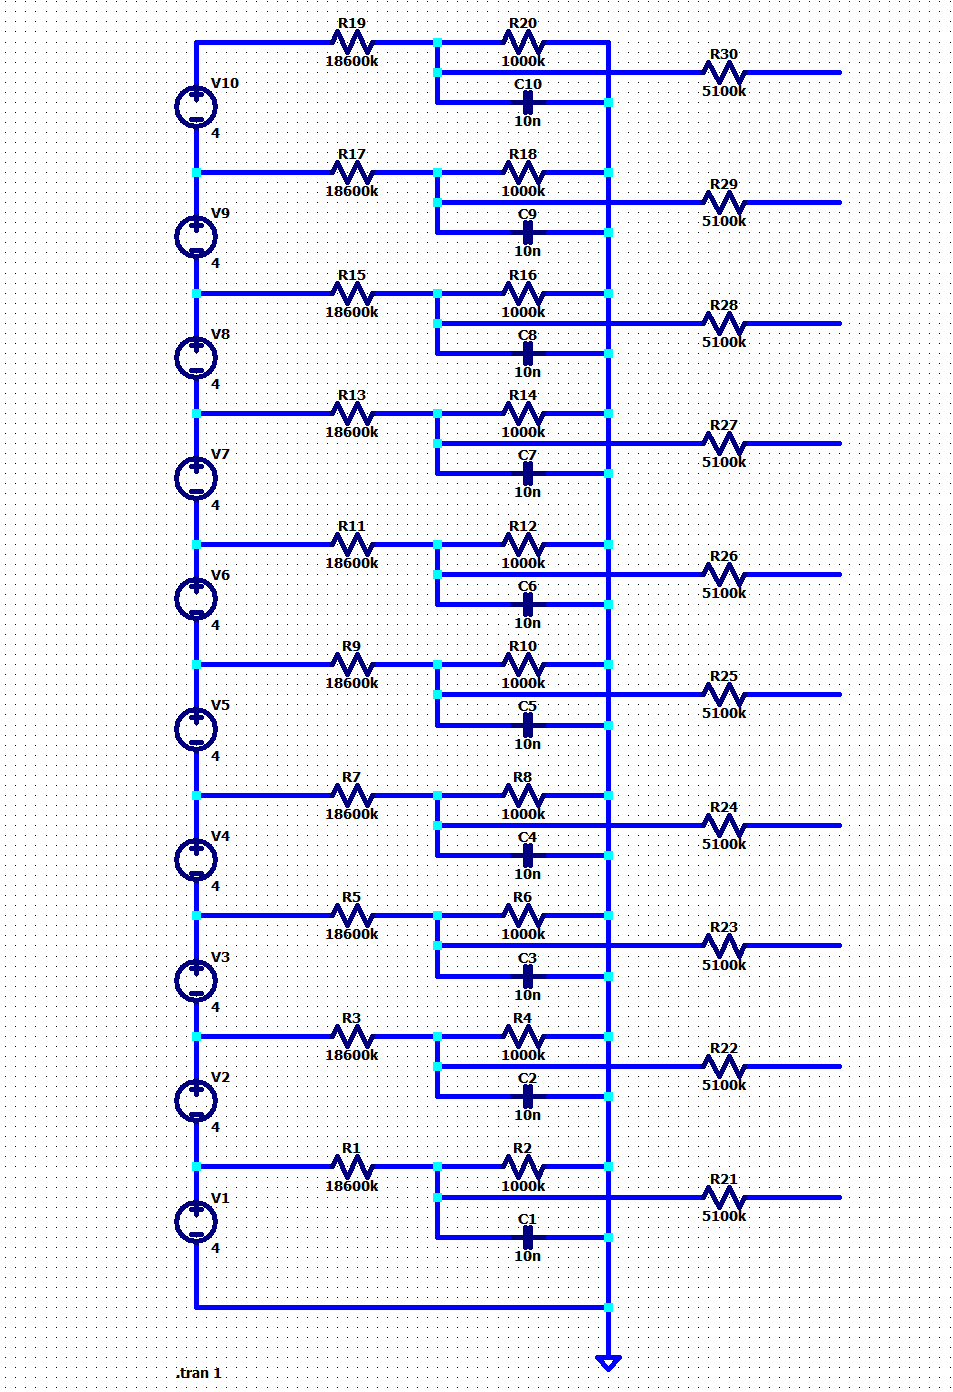 R19 R20
18600k 1000k
R30
5100k
V10
4
C10
10n
R17 R18
18600k 1000k
R29
5100k
V9
4
C9
10n
R15 R16
18600k 1000k
R28
5100k
V8
4
C8
10n
R13 R14
18600k 1000k
R27
5100k
V7
4
C7
10n
R11 R12
18600k 1000k
R26
5100k
V6
4
C6
10n
R9 R10
18600k 1000k
R25
5100k
V5
4
C5
10n
R7 R8
18600k 1000k
R24
5100k
V4
4
C4
10n
R5 R6
18600k 1000k
R23
5100k
V3
4
C3
10n
R3 R4
18600k 1000k
R22
5100k
V2
4
C2
10n
R1 R2
18600k 1000k
R21
5100k
V1
4
C1
10n
.tran 1